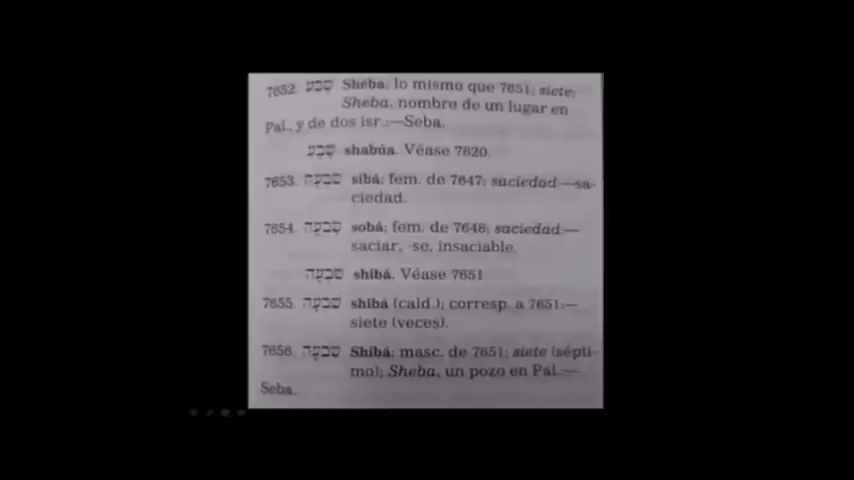 7652. שֶׁבַע Sheba; lo mismo que 7651; siete;
Sheba, nombre de un lugar en
Pal., y de dos isr.:—Seba.
שָׁבֻעַ shabúa. Véase 7620.
7653. שִׂבְעָה sibá; fem. de 7647; saciedad:—sa-
ciedad.
7654. שׇׂבְעָה sobá; fem. de 7648; saciedad:—
saciar, -se, insaciable.
שִׁבְעָה shibá. Véase 7651
7655. שִׁבְעָה shibá (cald.); corresp. a 7651:—
siete (veces).
7656. שִׁבְעָה Shibá; masc. de 7651; siete (sépti-
mo); Sheba, un pozo en Pal.:—
Seba.